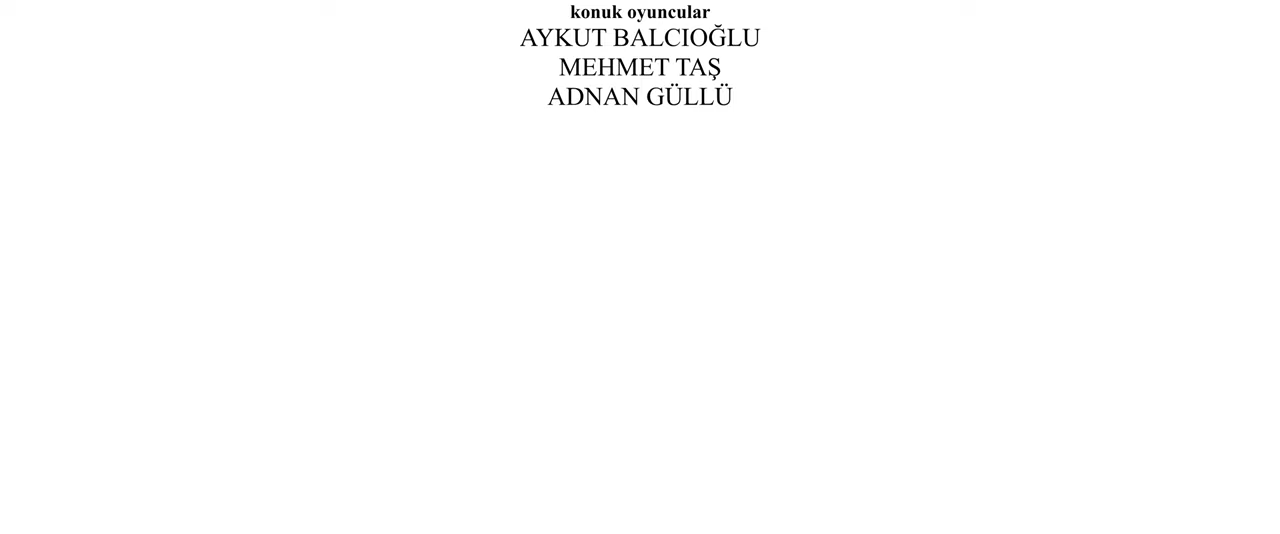 konuk oyuncular
AYKUT BALCIOĞLU
MEHMET TAŞ
ADNAN GÜLLÜ